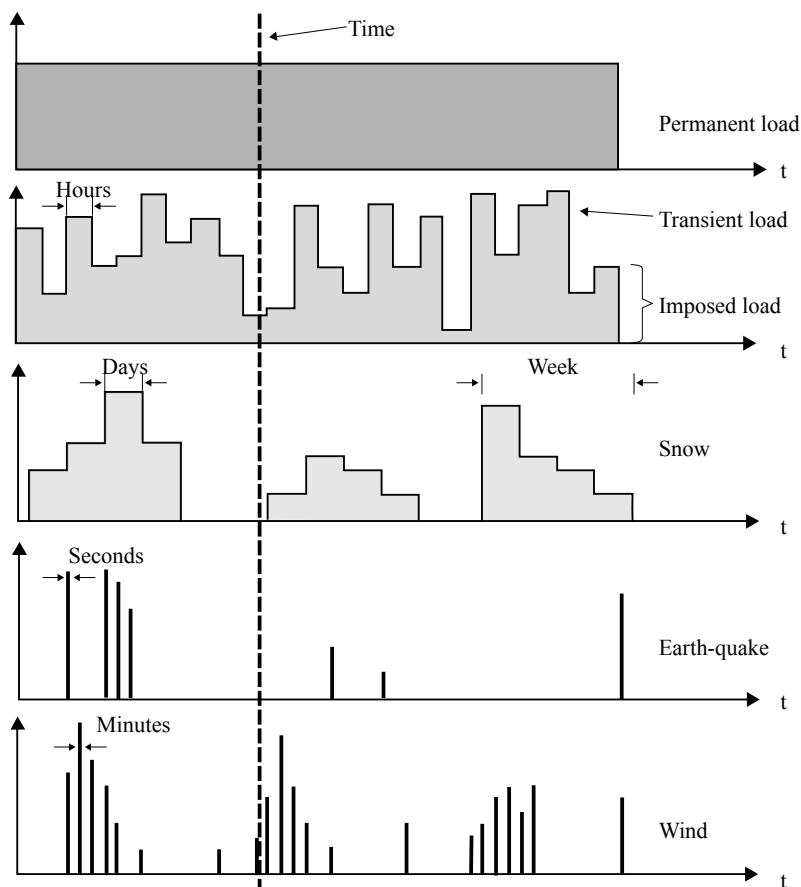 Time
Permanent load
t
Hours
Transient load
Imposed load
t
Days
Week
Snow
t
Seconds
Earth-quake
t
Minutes
Wind
t